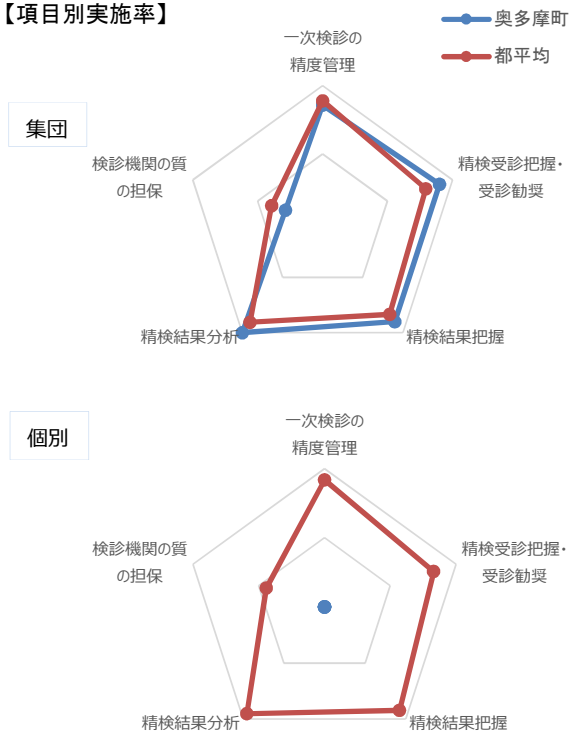 【項目別実施率】
奥多摩町
都平均
集団
一次検診の
精度管理
精検受診把握・
受診勧奨
精検結果把握
精検結果分析
検診機関の質
の担保
個別
一次検診の
精度管理
精検受診把握・
受診勧奨
精検結果把握
精検結果分析
検診機関の質
の担保